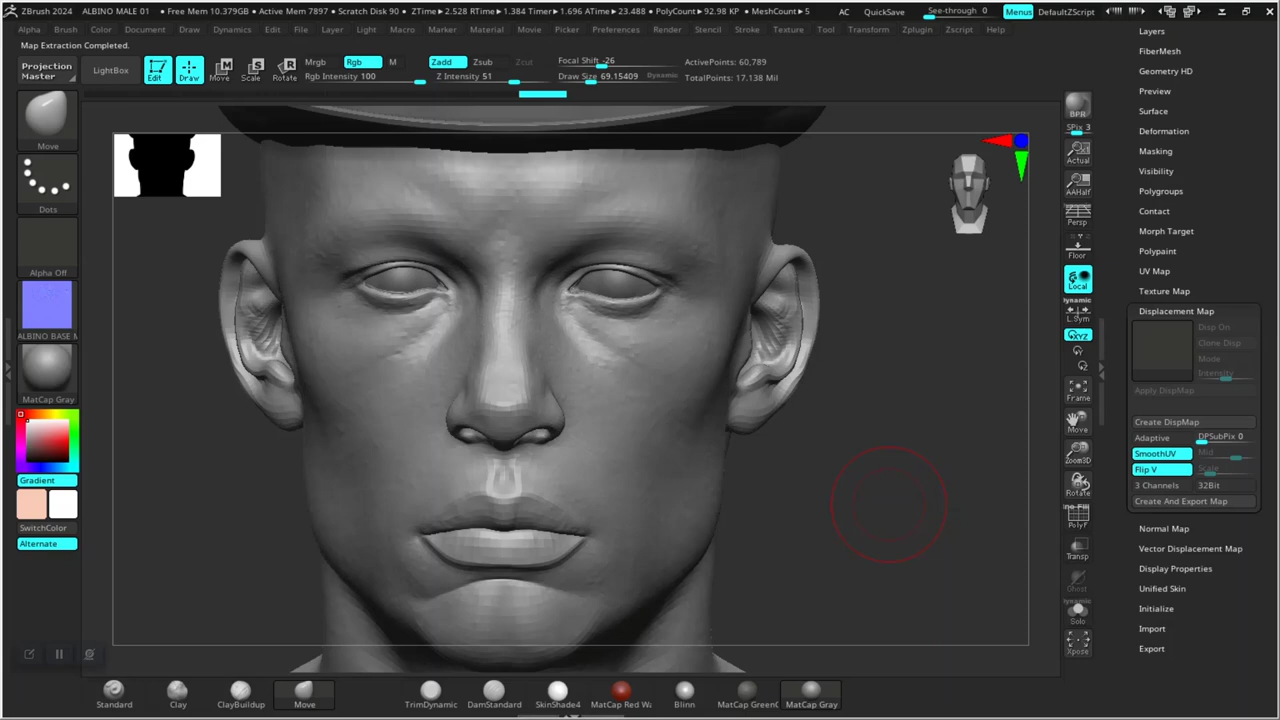 ZBrush 2024 ALBINO MALE 01 • Free Mem 10.379GB • Active Mem 7897 • Scratch Disk 90 • ZTime▸2.528 RTime▸1.384 Timer▸1.696 ATime▸23.488 • PolyCount▸92.98 KP • MeshCount▸5 AC QuickSave See-through 0 Menus DefaultZScript
Alpha Brush Color Document Draw Dynamics Edit File Layer Light Macro Marker Material Movie Picker Preferences Render Stencil Stroke Texture Tool Transform Zplugin Zscript Help
Map Extraction Completed.
Projection Master
LightBox
Edit
Draw
Move
Scale
Rotate
Mrgb Rgb M
Rgb Intensity 100
Zadd Zsub Zcut
Z Intensity 51
Focal Shift -26
Draw Size 69.15409 Dynamic
ActivePoints: 60,789
TotalPoints: 17.138 Mil
Move
Dots
Alpha Off
ALBINO BASE M
MatCap Gray
Gradient
SwitchColor
Alternate
BPR
SPix 3
Actual
AAHalf
Persp
Floor
Local
Dynamic
L.Sym
XYZ
Frame
Move
Zoom3D
Rotate
PolyF
Transp
Ghost
Dynamic
Solo
Xpose
Layers
FiberMesh
Geometry HD
Preview
Surface
Deformation
Masking
Visibility
Polygroups
Contact
Morph Target
Polypaint
UV Map
Texture Map
Displacement Map
Disp On
Clone Disp
Mode
Intensity
Apply DispMap
Create DispMap
Adaptive DPSubPix 0
SmoothUV Mid
Flip V Scale
3 Channels 32Bit
Create And Export Map
Normal Map
Vector Displacement Map
Display Properties
Unified Skin
Initialize
Import
Export
Standard Clay ClayBuildup Move TrimDynamic DamStandard SkinShade4 MatCap Red Wa Blinn MatCap GreenC MatCap Gray